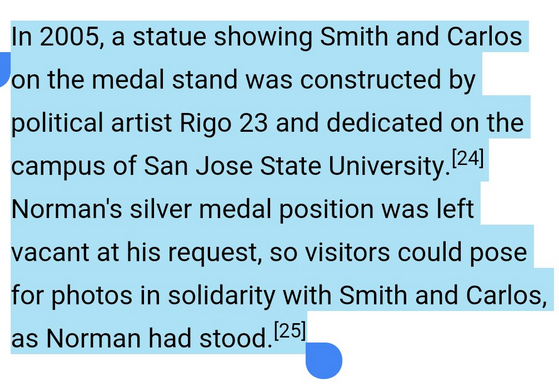 In 2005, a statue showing Smith and Carlos
on the medal stand was constructed by
political artist Rigo 23 and dedicated on the
campus of San Jose State University.[24]
Norman's silver medal position was left
vacant at his request, so visitors could pose
for photos in solidarity with Smith and Carlos,
as Norman had stood.[25]